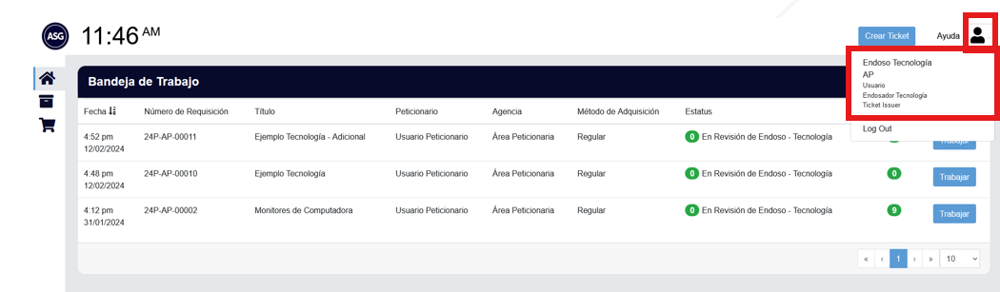 ASG
11:46 AM
Crear Ticket
Ayuda
Endoso Tecnología
AP
Usuario
Endosador Tecnología
Ticket Issuer
Log Out
Bandeja de Trabajo
Fecha Número de Requisición Título Peticionario Agencia Método de Adquisición Estatus
4:52 pm 24P-AP-00011 Ejemplo Tecnología - Adicional Usuario Peticionario Área Peticionaria Regular 0 En Revisión de Endoso - Tecnología Trabajar
12/02/2024
4:48 pm 24P-AP-00010 Ejemplo Tecnología Usuario Peticionario Área Peticionaria Regular 0 En Revisión de Endoso - Tecnología 0 Trabajar
12/02/2024
4:12 pm 24P-AP-00002 Monitores de Computadora Usuario Peticionario Área Peticionaria Regular 0 En Revisión de Endoso - Tecnología 9 Trabajar
31/01/2024
« ‹ 1 › » 10